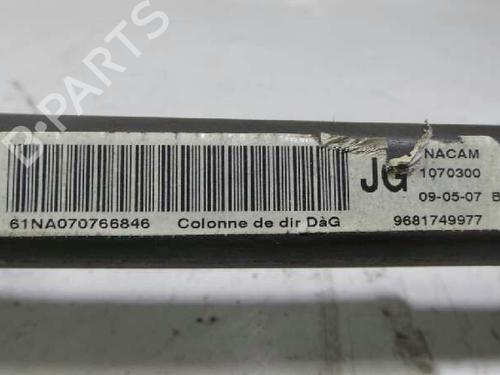 B-PARTS
JG
NACAM
1070300
09-05-07 B
61NA070766846 Colonne de dir DàG
9681749977